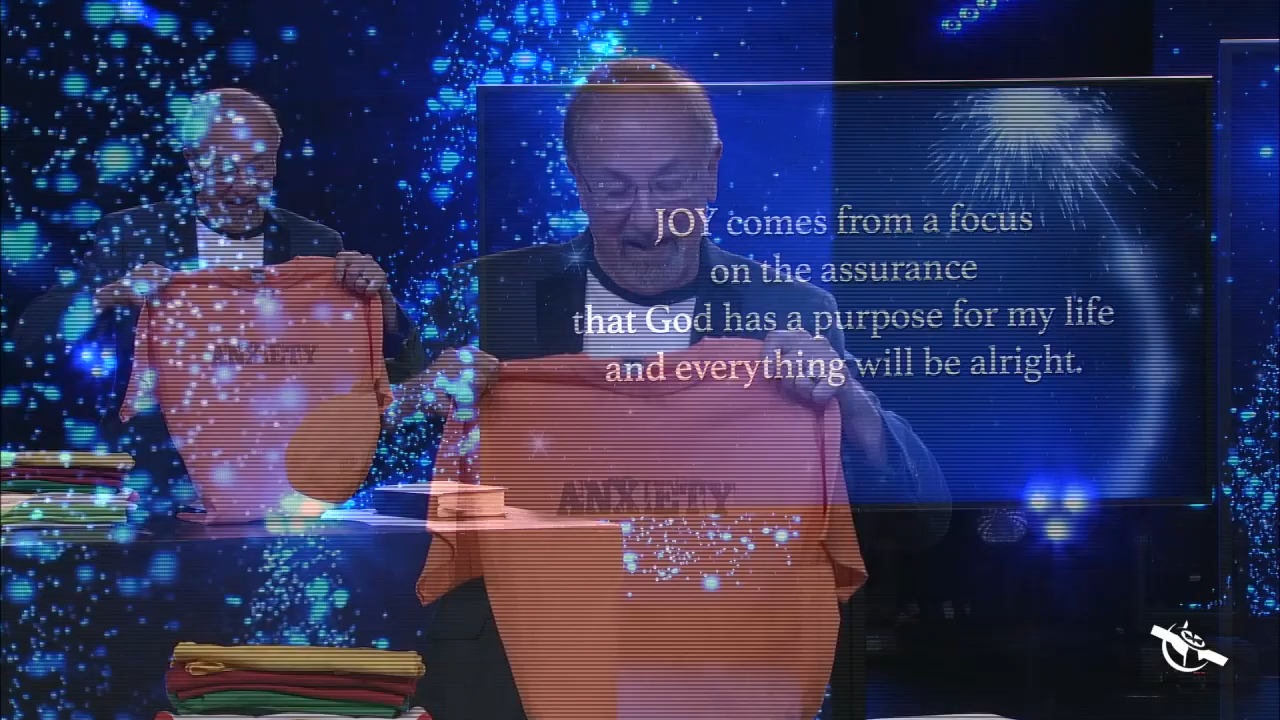 JOY comes from a focus
on the assurance
that God has a purpose for my life
and everything will be alright.
ANXIETY
ANXIETY